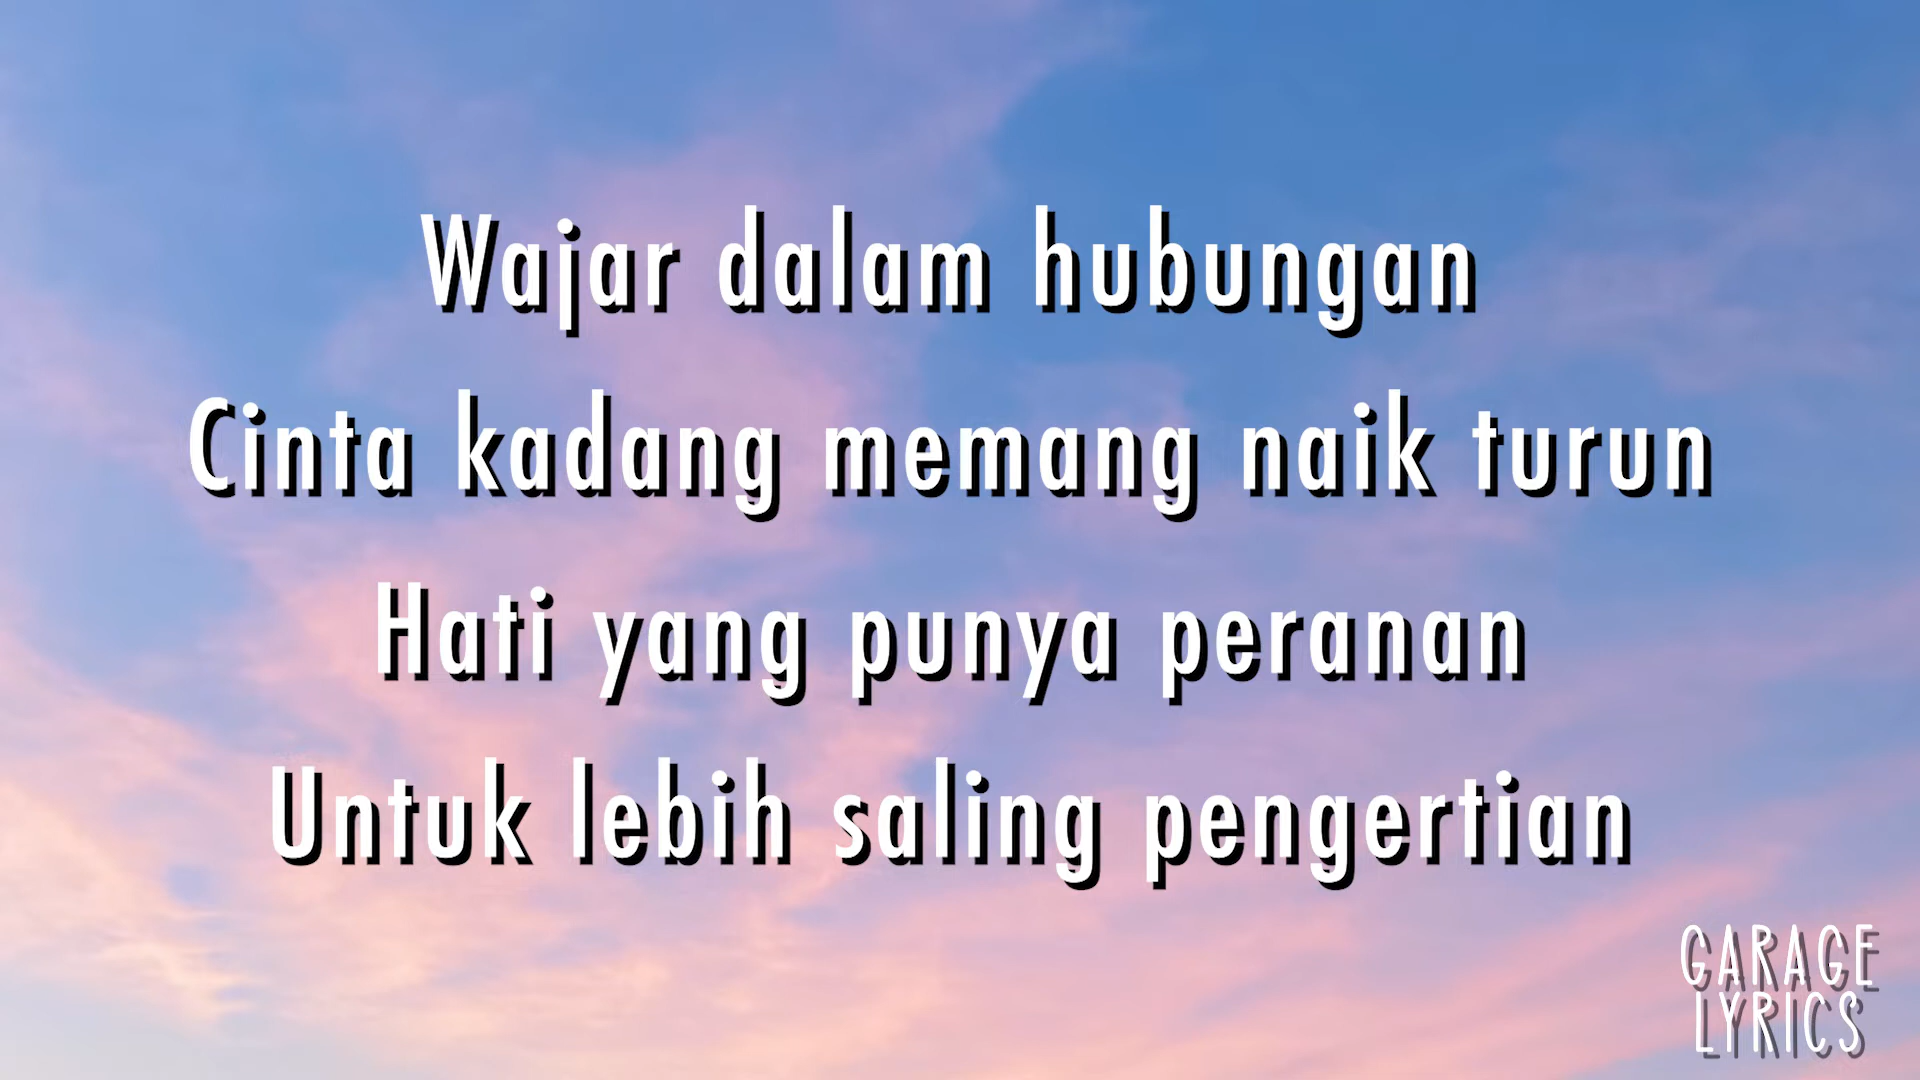 Wajar dalam hubungan
Cinta kadang memang naik turun
Hati yang punya peranan
Untuk lebih saling pengertian
GARAGE
LYRICS